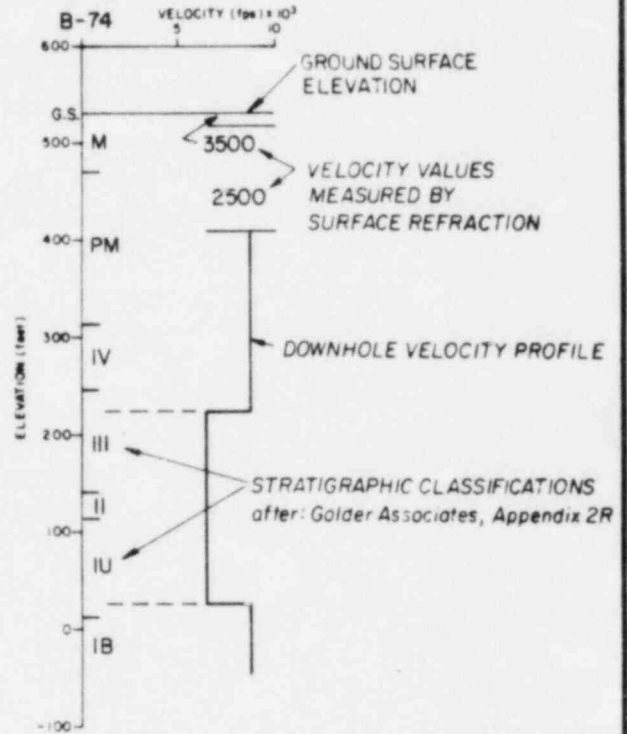 B-74
VELOCITY (fps) × 10³
5 10
600
GROUND SURFACE
ELEVATION
G.S.
500
M
3500
VELOCITY VALUES
MEASURED BY
SURFACE REFRACTION
2500
400
PM
300
IV
DOWNHOLE VELOCITY PROFILE
ELEVATION (feet)
200
III
STRATIGRAPHIC CLASSIFICATIONS
after: Golder Associates, Appendix 2R
II
100
IU
0
IB
-100